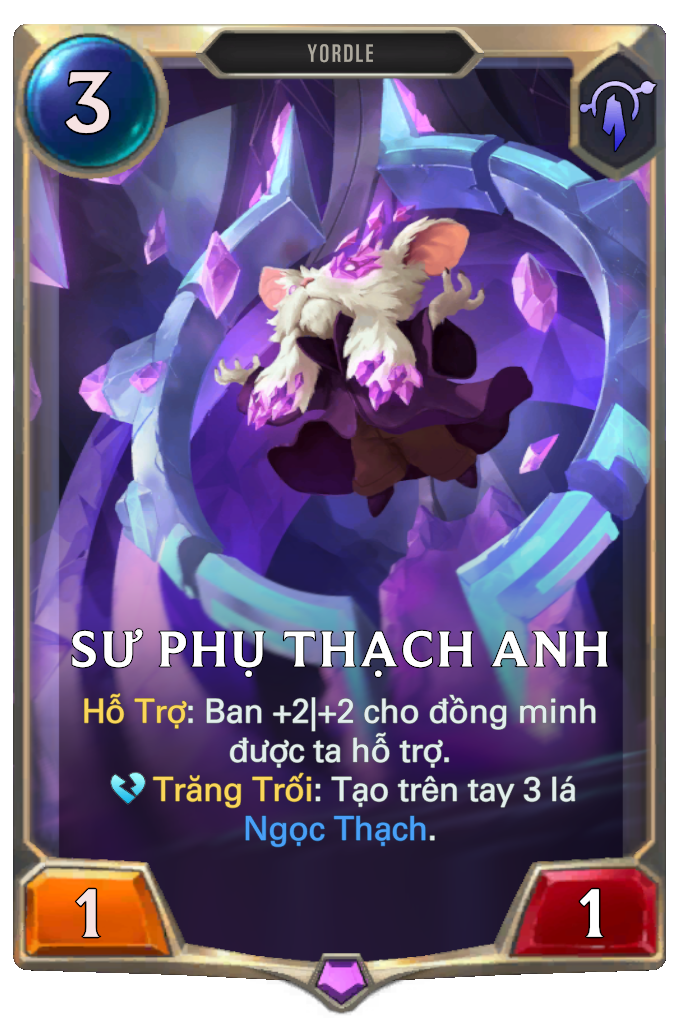 3
YORDLE
SƯ PHỤ THẠCH ANH
Hỗ Trợ: Ban +2|+2 cho đồng minh
được ta hỗ trợ.
Trăng Trối: Tạo trên tay 3 lá
Ngọc Thạch.
1
1